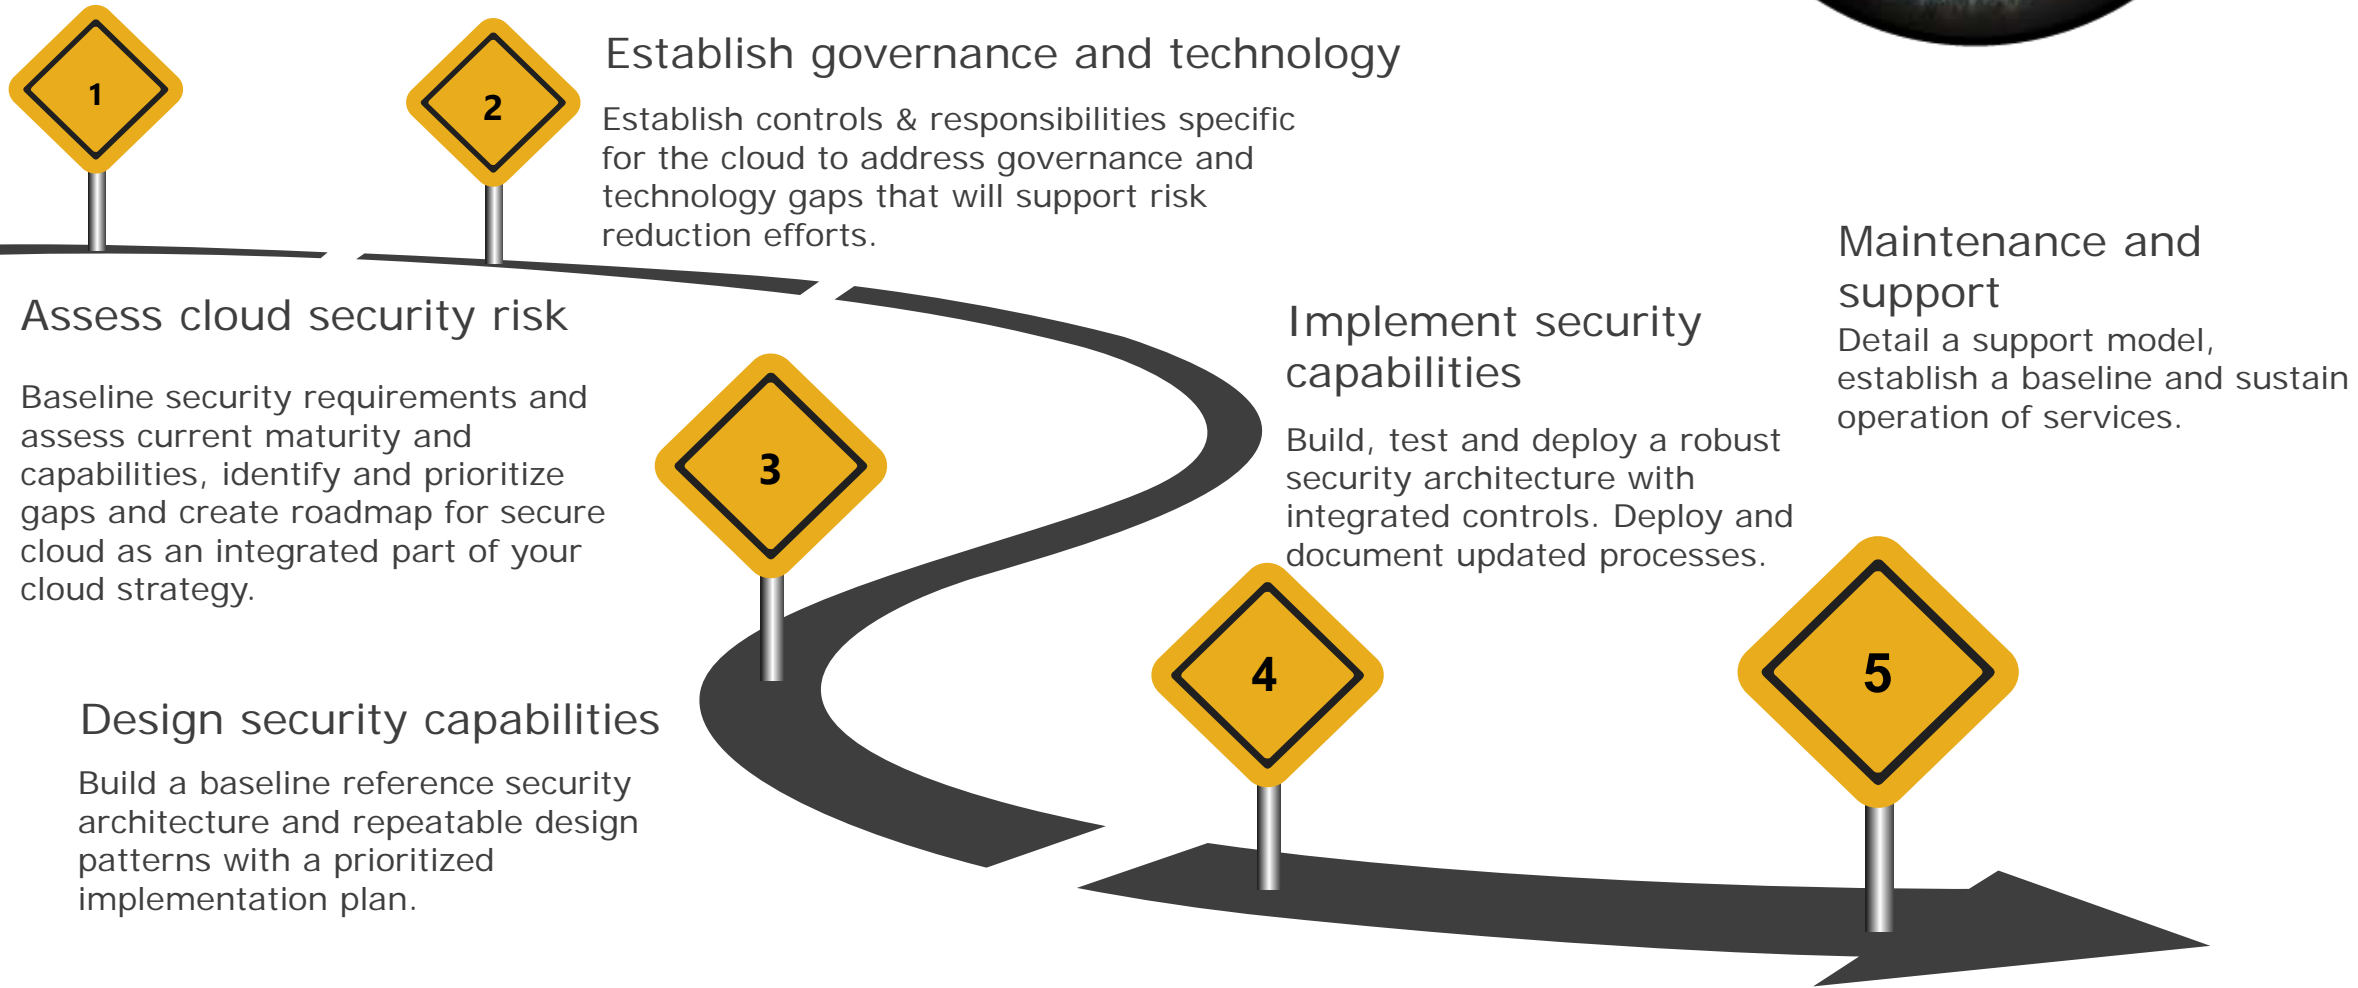 1
Assess cloud security risk
Baseline security requirements and
assess current maturity and
capabilities, identify and prioritize
gaps and create roadmap for secure
cloud as an integrated part of your
cloud strategy.
2
Establish governance and technology
Establish controls & responsibilities specific
for the cloud to address governance and
technology gaps that will support risk
reduction efforts.
3
Design security capabilities
Build a baseline reference security
architecture and repeatable design
patterns with a prioritized
implementation plan.
4
Implement security
capabilities
Build, test and deploy a robust
security architecture with
integrated controls. Deploy and
document updated processes.
5
Maintenance and
support
Detail a support model,
establish a baseline and sustain
operation of services.